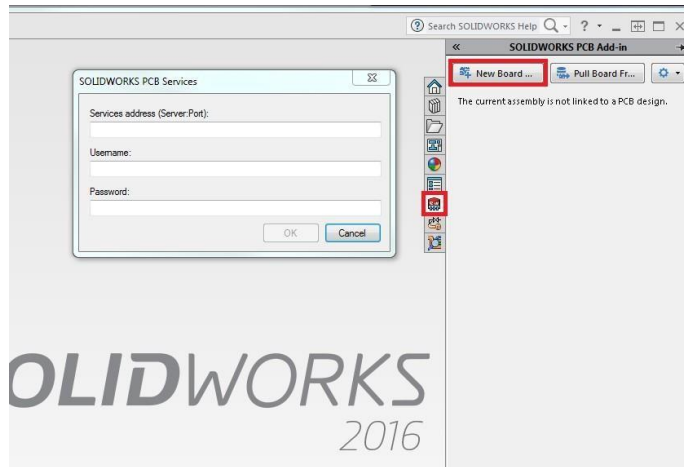 Search SOLIDWORKS Help
SOLIDWORKS PCB Add-in
New Board ...
Pull Board Fr...
The current assembly is not linked to a PCB design.
SOLIDWORKS PCB Services
Services address (Server:Port):
Username:
Password:
OK
Cancel
OLIDWORKS
2016